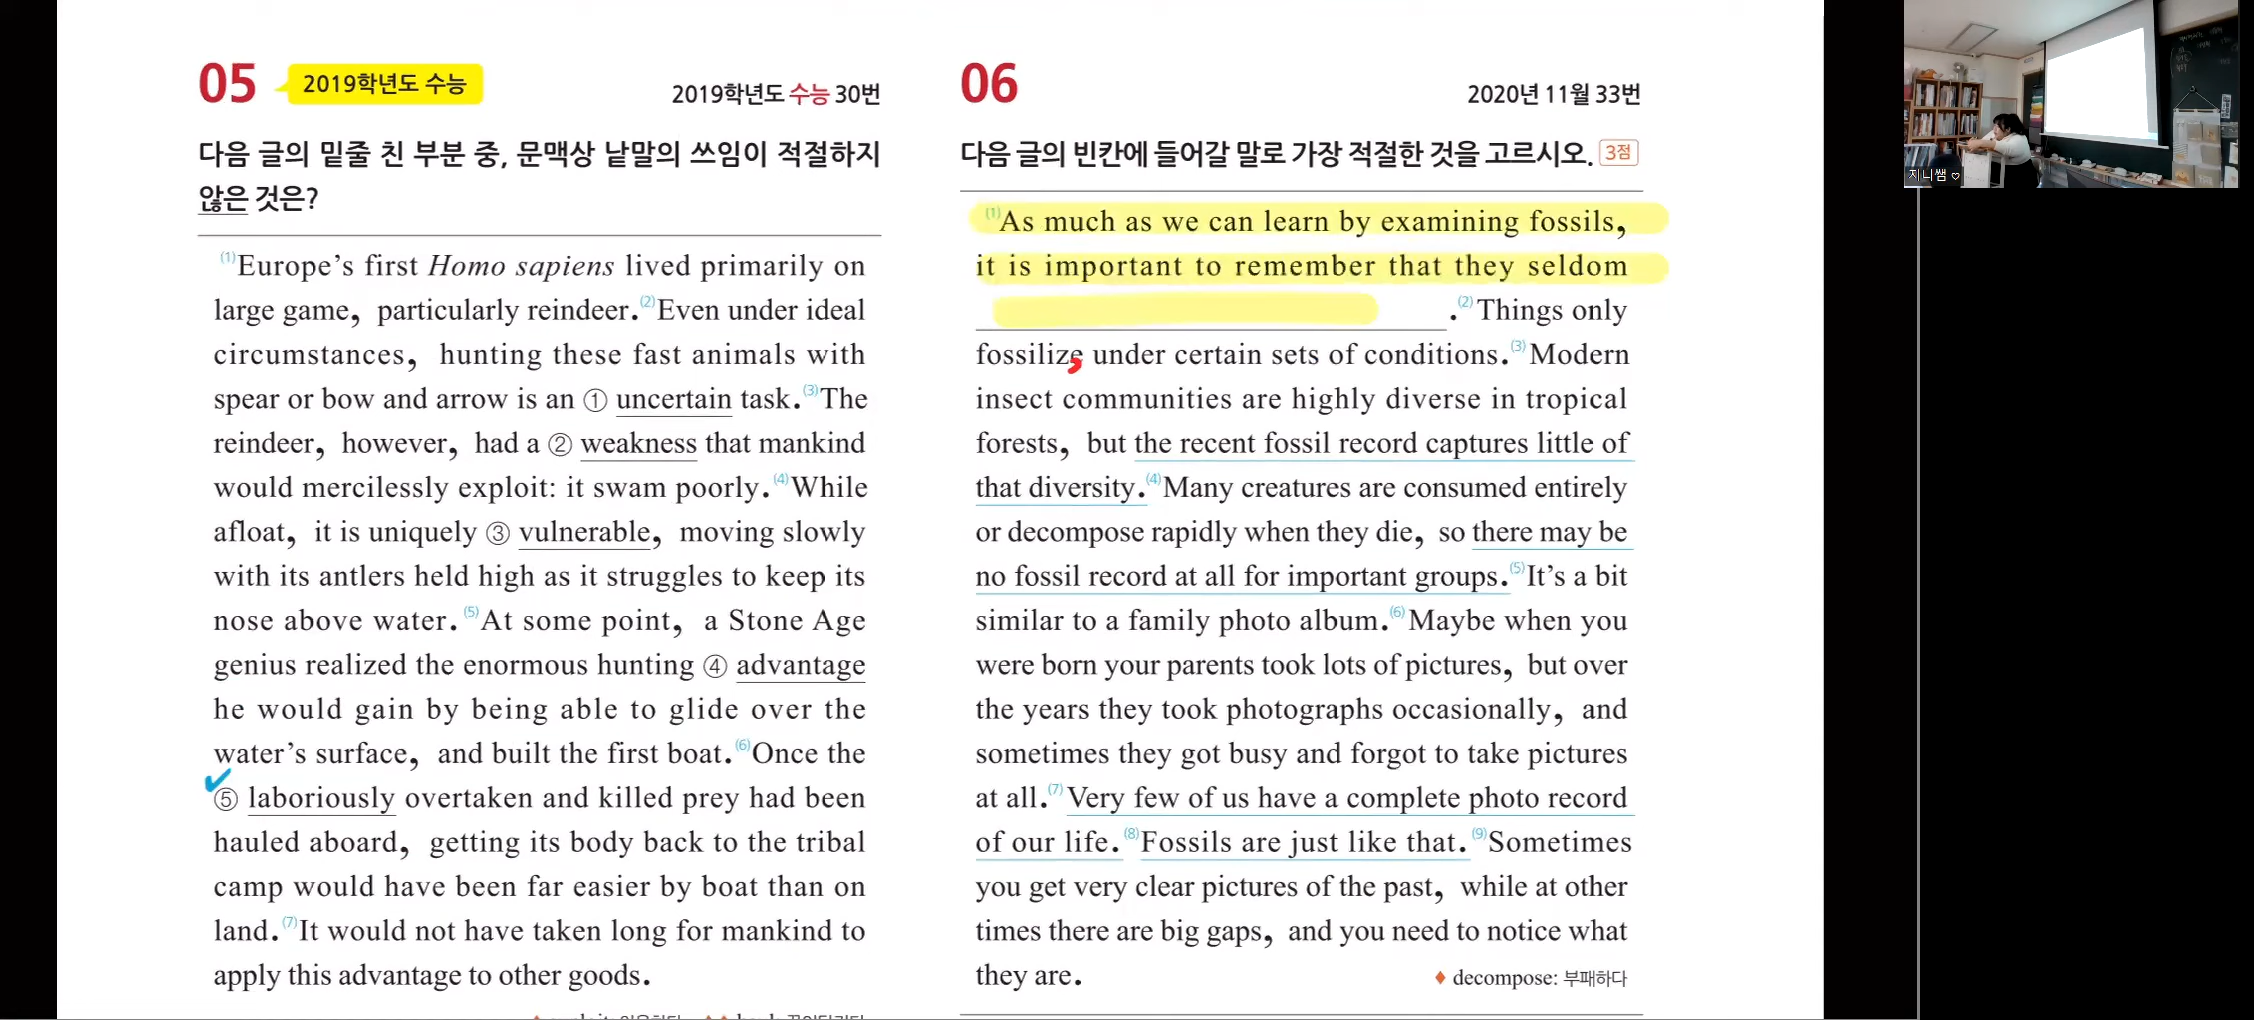 05 2019학년도 수능 2019학년도 수능 30번
다음 글의 밑줄 친 부분 중, 문맥상 낱말의 쓰임이 적절하지
않은 것은?
(1)Europe's first Homo sapiens lived primarily on
large game, particularly reindeer.(2)Even under ideal
circumstances, hunting these fast animals with
spear or bow and arrow is an ① uncertain task.(3)The
reindeer, however, had a ② weakness that mankind
would mercilessly exploit: it swam poorly.(4)While
afloat, it is uniquely ③ vulnerable, moving slowly
with its antlers held high as it struggles to keep its
nose above water.(5)At some point, a Stone Age
genius realized the enormous hunting ④ advantage
he would gain by being able to glide over the
water's surface, and built the first boat.(6)Once the
⑤ laboriously overtaken and killed prey had been
hauled aboard, getting its body back to the tribal
camp would have been far easier by boat than on
land.(7)It would not have taken long for mankind to
apply this advantage to other goods.
06 2020년 11월 33번
다음 글의 빈칸에 들어갈 말로 가장 적절한 것을 고르시오. 3점
(1)As much as we can learn by examining fossils,
it is important to remember that they seldom
.(2)Things only
fossilize under certain sets of conditions.(3)Modern
insect communities are highly diverse in tropical
forests, but the recent fossil record captures little of
that diversity.(4)Many creatures are consumed entirely
or decompose rapidly when they die, so there may be
no fossil record at all for important groups.(5)It's a bit
similar to a family photo album.(6)Maybe when you
were born your parents took lots of pictures, but over
the years they took photographs occasionally, and
sometimes they got busy and forgot to take pictures
at all.(7)Very few of us have a complete photo record
of our life.(8)Fossils are just like that.(9)Sometimes
you get very clear pictures of the past, while at other
times there are big gaps, and you need to notice what
they are.
♦ decompose: 부패하다
지니쌤 ♡